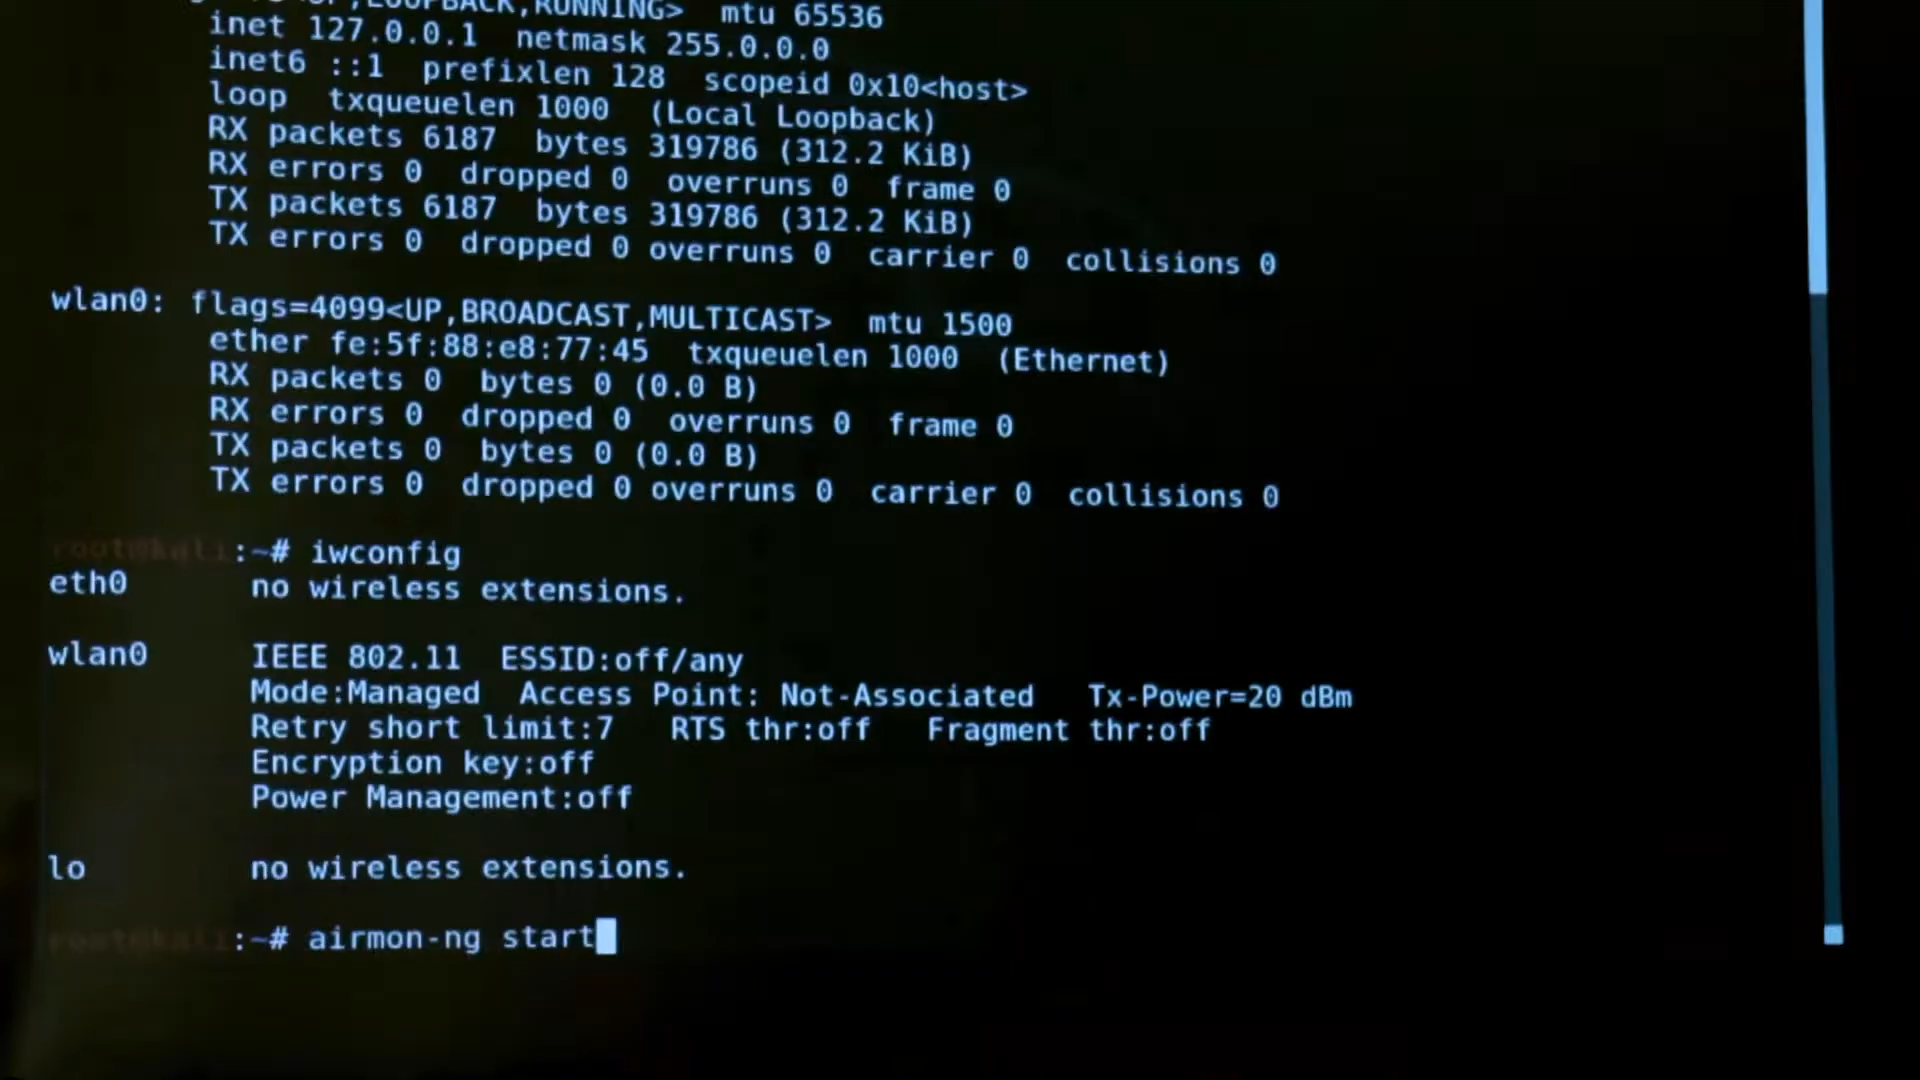 LOOPBACK,RUNNING> mtu 65536
inet 127.0.0.1 netmask 255.0.0.0
inet6 ::1 prefixlen 128 scopeid 0x10<host>
loop txqueuelen 1000 (Local Loopback)
RX packets 6187 bytes 319786 (312.2 KiB)
RX errors 0 dropped 0 overruns 0 frame 0
TX packets 6187 bytes 319786 (312.2 KiB)
TX errors 0 dropped 0 overruns 0 carrier 0 collisions 0
wlan0: flags=4099<UP,BROADCAST,MULTICAST> mtu 1500
ether fe:5f:88:e8:77:45 txqueuelen 1000 (Ethernet)
RX packets 0 bytes 0 (0.0 B)
RX errors 0 dropped 0 overruns 0 frame 0
TX packets 0 bytes 0 (0.0 B)
TX errors 0 dropped 0 overruns 0 carrier 0 collisions 0
root@kali:~# iwconfig
eth0 no wireless extensions.
wlan0 IEEE 802.11 ESSID:off/any
Mode:Managed Access Point: Not-Associated Tx-Power=20 dBm
Retry short limit:7 RTS thr:off Fragment thr:off
Encryption key:off
Power Management:off
lo no wireless extensions.
root@kali:~# airmon-ng start